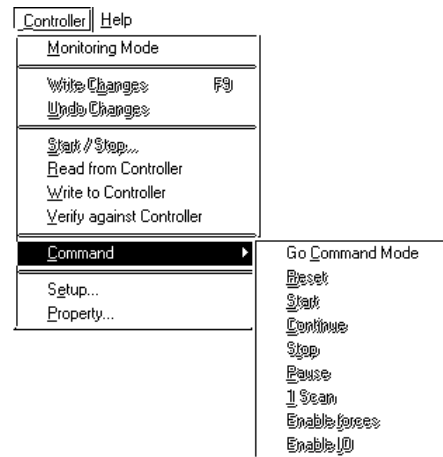 Controller Help
Monitoring Mode
Write Changes F9
Undo Changes
Start / Stop...
Read from Controller
Write to Controller
Verify against Controller
Command
Go Command Mode
Reset
Start
Continue
Stop
Pause
1 Scan
Enable forces
Enable I/O
Setup...
Property...